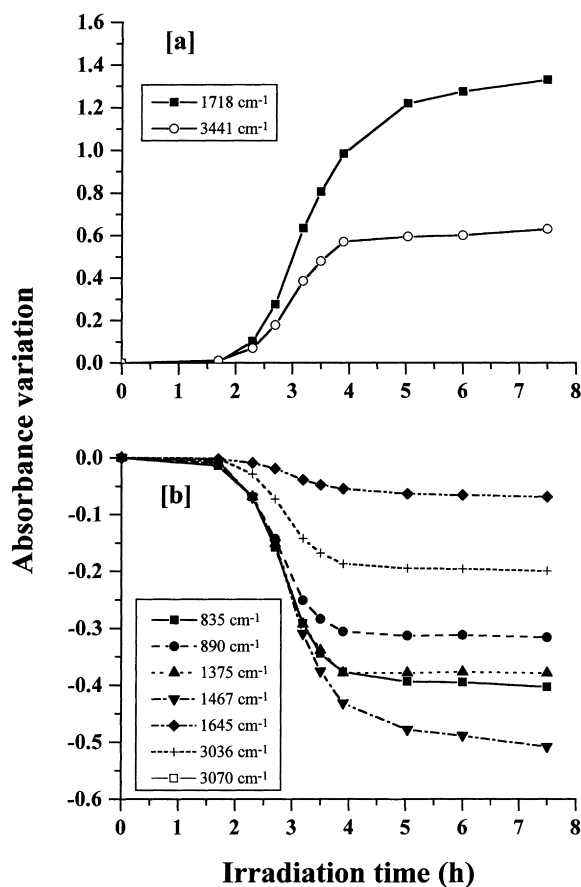 [a]
1718 cm-1
3441 cm-1
1.6
1.4
1.2
1.0
0.8
0.6
0.4
0.2
0.0
0 1 2 3 4 5 6 7 8
Absorbance variation
[b]
835 cm-1
890 cm-1
1375 cm-1
1467 cm-1
1645 cm-1
3036 cm-1
3070 cm-1
0.0
-0.1
-0.2
-0.3
-0.4
-0.5
-0.6
0 1 2 3 4 5 6 7 8
Irradiation time (h)